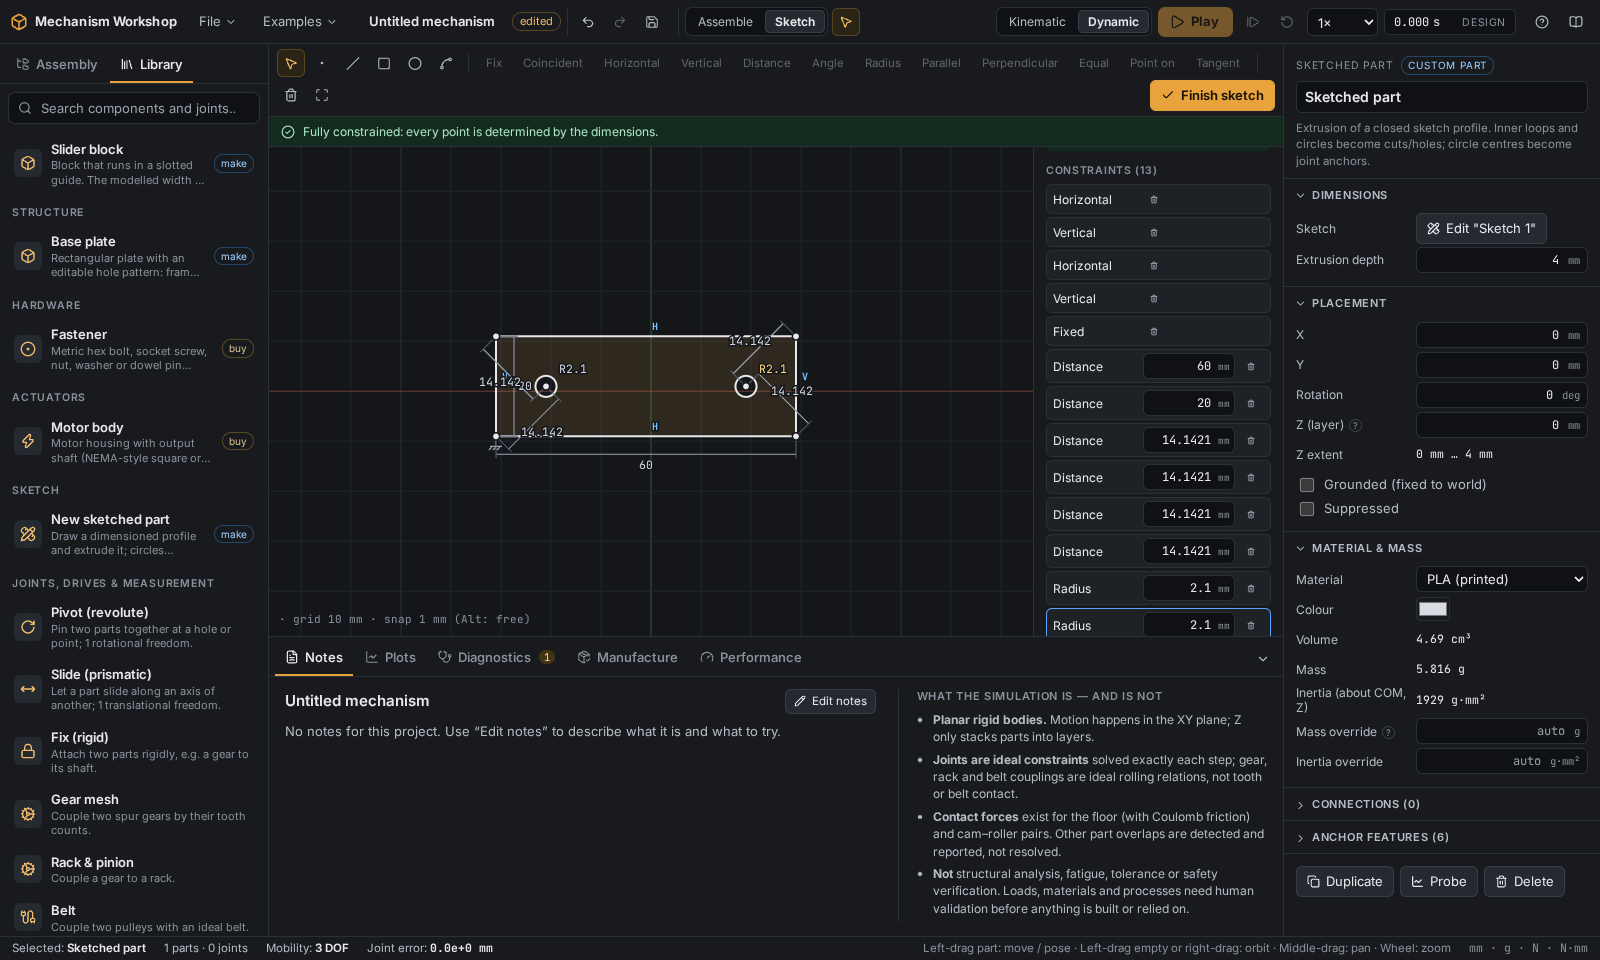 Mechanism Workshop File Examples Untitled mechanism edited Assemble Sketch Kinematic Dynamic Play 1× 0.000 s DESIGN
Assembly Library
Search components and joints..
Slider block
Block that runs in a slotted
guide. The modelled width ...
make
STRUCTURE
Base plate
Rectangular plate with an
editable hole pattern: fram...
make
HARDWARE
Fastener
Metric hex bolt, socket screw,
nut, washer or dowel pin...
buy
ACTUATORS
Motor body
Motor housing with output
shaft (NEMA-style square or...
buy
SKETCH
New sketched part
Draw a dimensioned profile
and extrude it; circles...
make
JOINTS, DRIVES & MEASUREMENT
Pivot (revolute)
Pin two parts together at a hole or
point; 1 rotational freedom.
Slide (prismatic)
Let a part slide along an axis of
another; 1 translational freedom.
Fix (rigid)
Attach two parts rigidly, e.g. a gear to
its shaft.
Gear mesh
Couple two spur gears by their tooth
counts.
Rack & pinion
Couple a gear to a rack.
Belt
Couple two pulleys with an ideal belt.
Fix Coincident Horizontal Vertical Distance Angle Radius Parallel Perpendicular Equal Point on Tangent
Finish sketch
Fully constrained: every point is determined by the dimensions.
H
14.142
R2.1
R2.1
14.142
20
V
14.142
14.142
H
60
· grid 10 mm · snap 1 mm (Alt: free)
CONSTRAINTS (13)
Horizontal
Vertical
Horizontal
Vertical
Fixed
Distance 60 mm
Distance 20 mm
Distance 14.1421 mm
Distance 14.1421 mm
Distance 14.1421 mm
Distance 14.1421 mm
Radius 2.1 mm
Radius 2.1 mm
Notes Plots Diagnostics 1 Manufacture Performance
Untitled mechanism
Edit notes
No notes for this project. Use “Edit notes” to describe what it is and what to try.
WHAT THE SIMULATION IS — AND IS NOT
• Planar rigid bodies. Motion happens in the XY plane; Z
only stacks parts into layers.
• Joints are ideal constraints solved exactly each step; gear,
rack and belt couplings are ideal rolling relations, not tooth
or belt contact.
• Contact forces exist for the floor (with Coulomb friction)
and cam–roller pairs. Other part overlaps are detected and
reported, not resolved.
• Not structural analysis, fatigue, tolerance or safety
verification. Loads, materials and processes need human
validation before anything is built or relied on.
SKETCHED PART CUSTOM PART
Sketched part
Extrusion of a closed sketch profile. Inner loops and
circles become cuts/holes; circle centres become
joint anchors.
DIMENSIONS
Sketch Edit "Sketch 1"
Extrusion depth 4 mm
PLACEMENT
X 0 mm
Y 0 mm
Rotation 0 deg
Z (layer) ? 0 mm
Z extent 0 mm … 4 mm
Grounded (fixed to world)
Suppressed
MATERIAL & MASS
Material PLA (printed)
Colour
Volume 4.69 cm³
Mass 5.816 g
Inertia (about COM,
Z)
1929 g·mm²
Mass override ? auto g
Inertia override auto g·mm²
CONNECTIONS (0)
ANCHOR FEATURES (6)
Duplicate Probe Delete
Selected: Sketched part 1 parts · 0 joints Mobility: 3 DOF Joint error: 0.0e+0 mm
Left-drag part: move / pose · Left-drag empty or right-drag: orbit · Middle-drag: pan · Wheel: zoom mm · g · N · N·mm